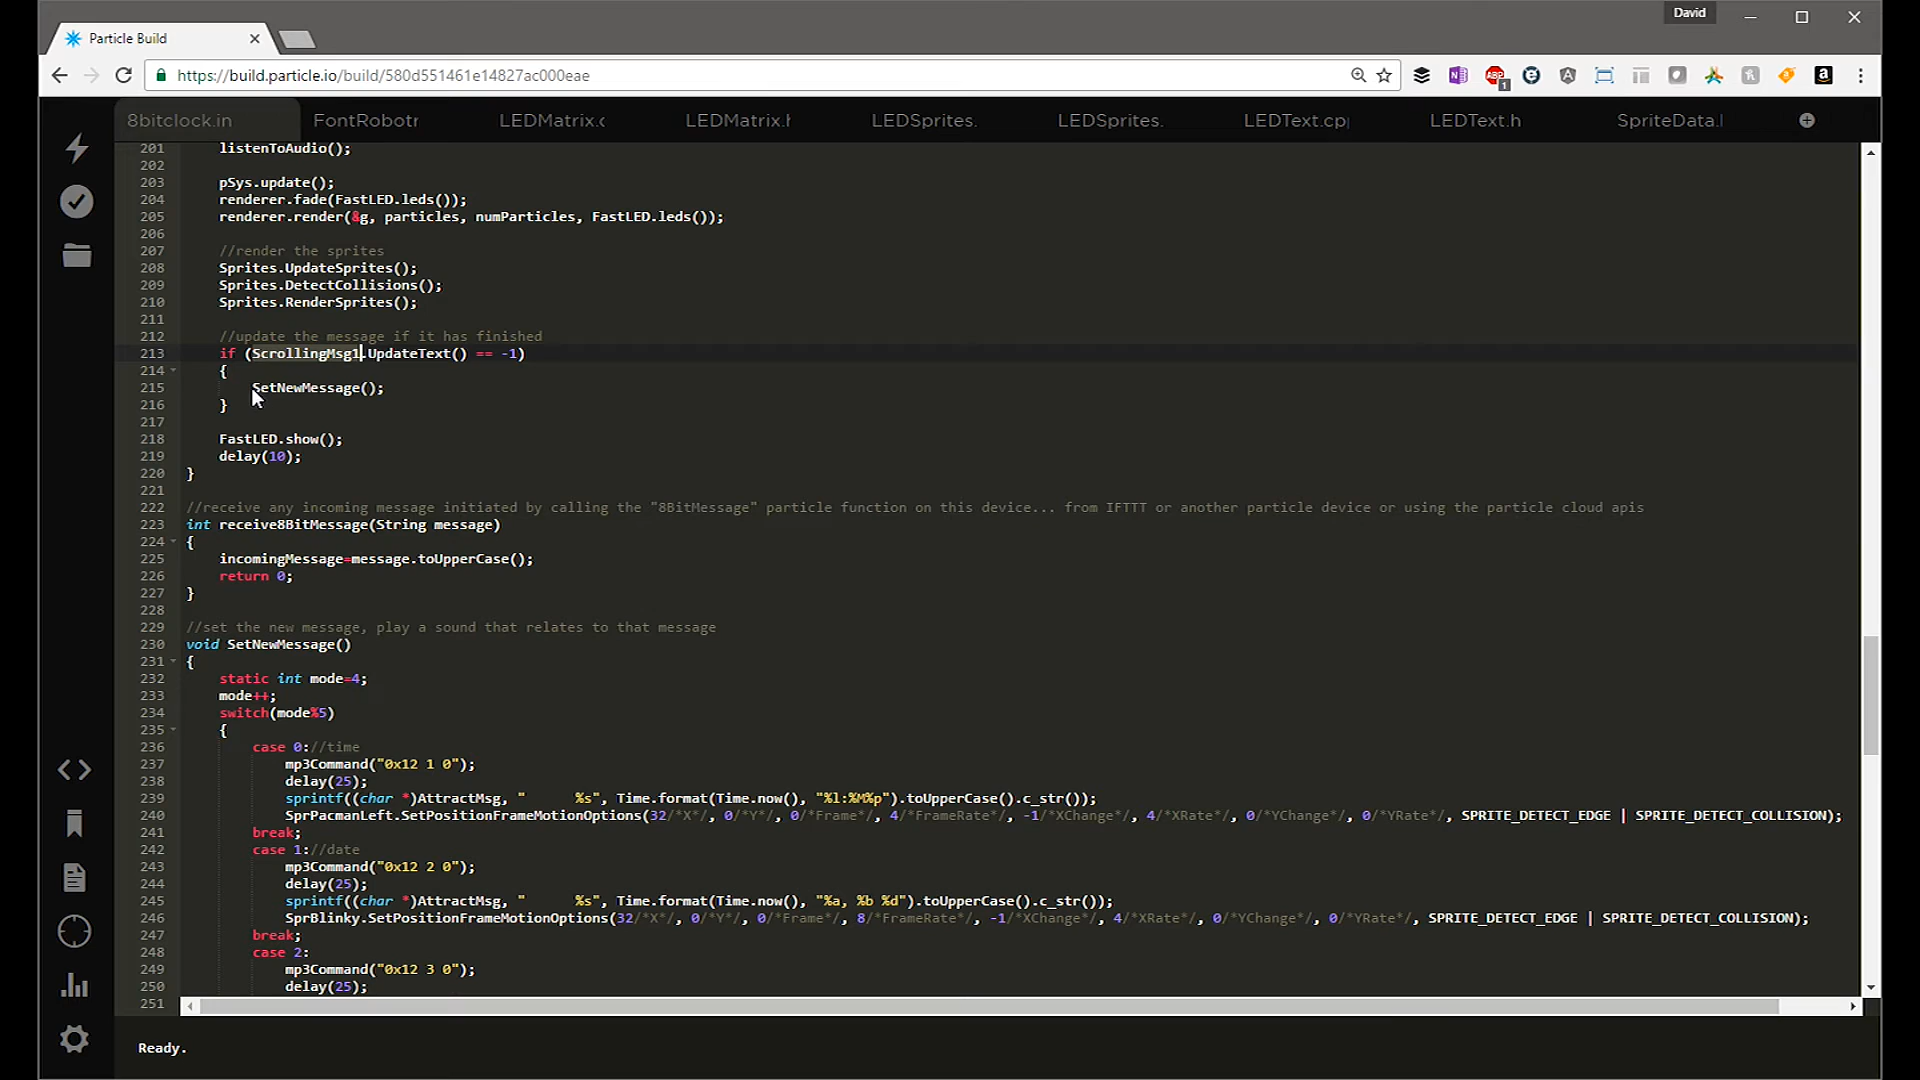 David
Particle Build
https://build.particle.io/build/580d551461e14827ac000eae
ABP
1
8bitclock.in
FontRobotr
LEDMatrix.c
LEDMatrix.h
LEDSprites.
LEDSprites.
LEDText.cpp
LEDText.h
SpriteData.l
201 listenToAudio();
202
203 pSys.update();
204 renderer.fade(FastLED.leds());
205 renderer.render(&g, particles, numParticles, FastLED.leds());
206
207 //render the sprites
208 Sprites.UpdateSprites();
209 Sprites.DetectCollisions();
210 Sprites.RenderSprites();
211
212 //update the message if it has finished
213 if (ScrollingMsg1.UpdateText() == -1)
214 {
215 SetNewMessage();
216 }
217
218 FastLED.show();
219 delay(10);
220 }
221
222 //receive any incoming message initiated by calling the "8BitMessage" particle function on this device... from IFTTT or another particle device or using the particle cloud apis
223 int receive8BitMessage(String message)
224 {
225 incomingMessage=message.toUpperCase();
226 return 0;
227 }
228
229 //set the new message, play a sound that relates to that message
230 void SetNewMessage()
231 {
232 static int mode=4;
233 mode++;
234 switch(mode%5)
235 {
236 case 0://time
237 mp3Command("0x12 1 0");
238 delay(25);
239 sprintf((char *)AttractMsg, "      %s", Time.format(Time.now(), "%l:%M%p").toUpperCase().c_str());
240 SprPacmanLeft.SetPositionFrameMotionOptions(32/*X*/, 0/*Y*/, 0/*Frame*/, 4/*FrameRate*/, -1/*XChange*/, 4/*XRate*/, 0/*YChange*/, 0/*YRate*/, SPRITE_DETECT_EDGE | SPRITE_DETECT_COLLISION);
241 break;
242 case 1://date
243 mp3Command("0x12 2 0");
244 delay(25);
245 sprintf((char *)AttractMsg, "      %s", Time.format(Time.now(), "%a, %b %d").toUpperCase().c_str());
246 SprBlinky.SetPositionFrameMotionOptions(32/*X*/, 0/*Y*/, 0/*Frame*/, 8/*FrameRate*/, -1/*XChange*/, 4/*XRate*/, 0/*YChange*/, 0/*YRate*/, SPRITE_DETECT_EDGE | SPRITE_DETECT_COLLISION);
247 break;
248 case 2:
249 mp3Command("0x12 3 0");
250 delay(25);
251
Ready.